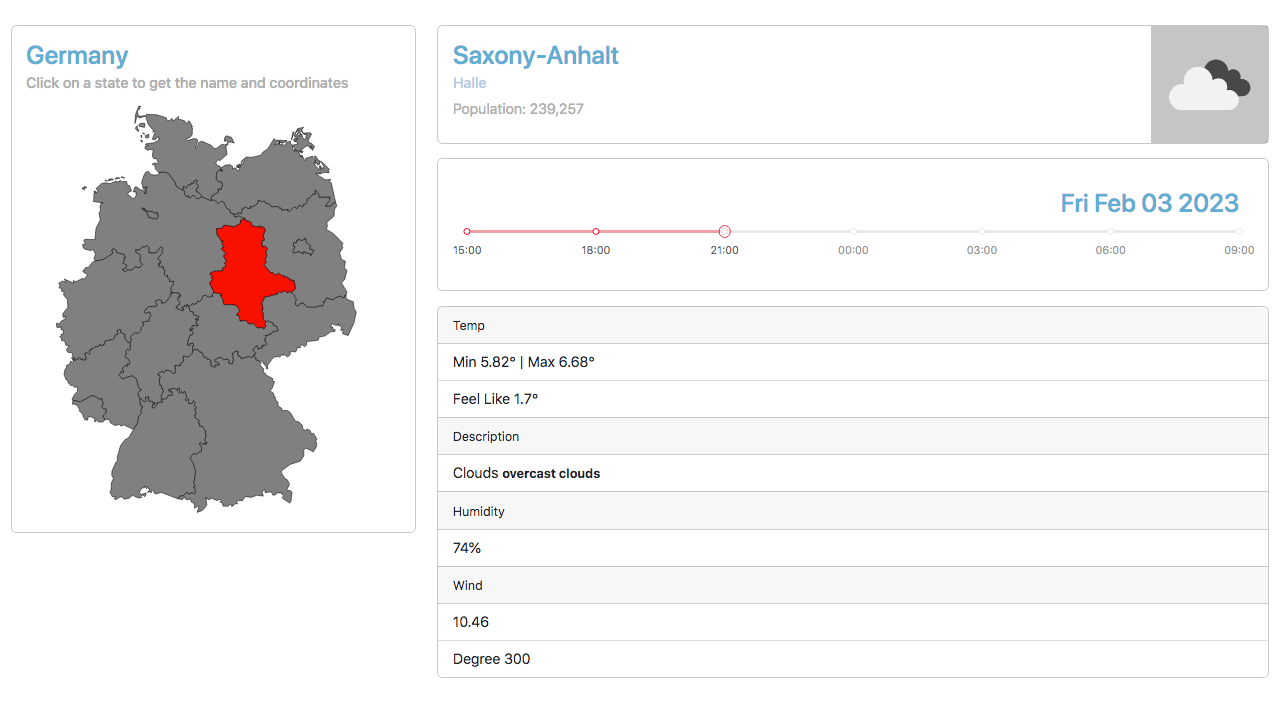 Germany
Click on a state to get the name and coordinates
Saxony-Anhalt
Halle
Population: 239,257
Fri Feb 03 2023
15:00 18:00 21:00 00:00 03:00 06:00 09:00
Temp
Min 5.82° | Max 6.68°
Feel Like 1.7°
Description
Clouds overcast clouds
Humidity
74%
Wind
10.46
Degree 300